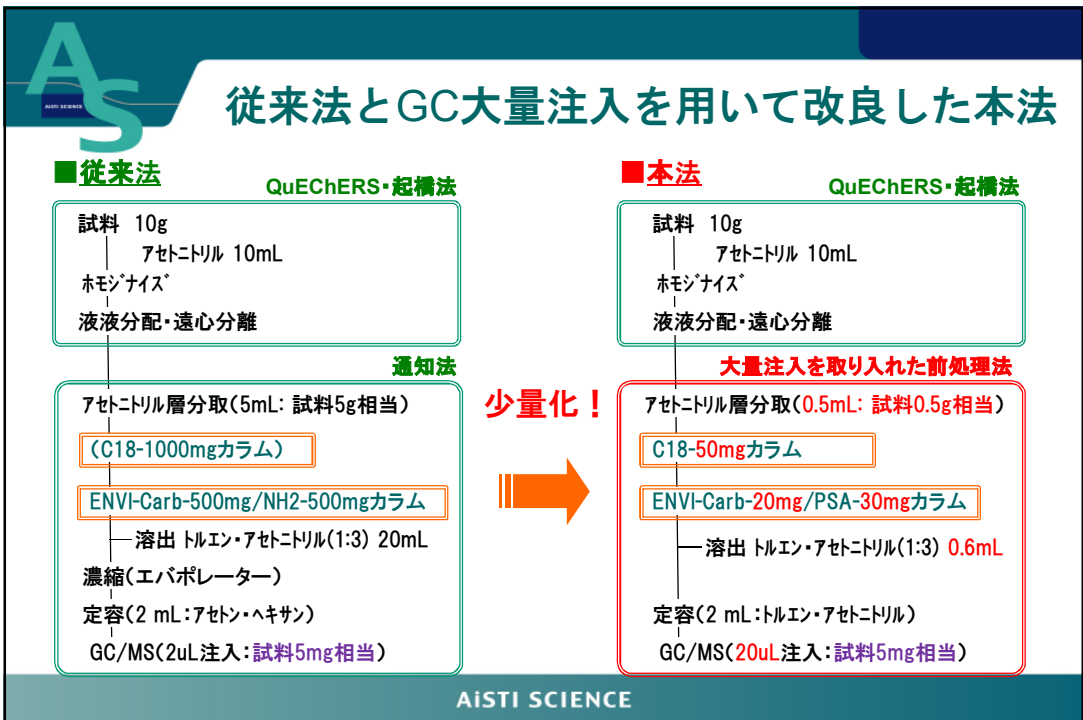 AS
AiSTI SCIENCE
従来法とGC大量注入を用いて改良した本法
■従来法
QuEChERS・起橋法
試料 10g
ｱｾﾄﾆﾄﾘﾙ 10mL
ﾎﾓｼﾞﾅｲｽﾞ
液液分配・遠心分離
通知法
ｱｾﾄﾆﾄﾘﾙ層分取(5mL: 試料5g相当)
(C18-1000mgカラム)
ENVI-Carb-500mg/NH2-500mgカラム
溶出 ﾄﾙｴﾝ・ｱｾﾄﾆﾄﾘﾙ(1:3) 20mL
濃縮(エバポレーター)
定容(2 mL:ｱｾﾄﾝ・ﾍｷｻﾝ)
GC/MS(2uL注入:試料5mg相当)
少量化！
■本法
QuEChERS・起橋法
試料 10g
ｱｾﾄﾆﾄﾘﾙ 10mL
ﾎﾓｼﾞﾅｲｽﾞ
液液分配・遠心分離
大量注入を取り入れた前処理法
ｱｾﾄﾆﾄﾘﾙ層分取(0.5mL: 試料0.5g相当)
C18-50mgカラム
ENVI-Carb-20mg/PSA-30mgカラム
溶出 ﾄﾙｴﾝ・ｱｾﾄﾆﾄﾘﾙ(1:3) 0.6mL
定容(2 mL:ﾄﾙｴﾝ・ｱｾﾄﾆﾄﾘﾙ)
GC/MS(20uL注入:試料5mg相当)
AiSTI SCIENCE